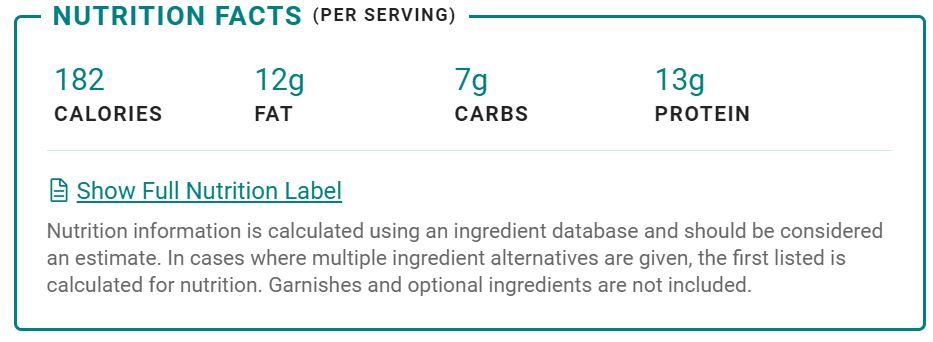 NUTRITION FACTS (PER SERVING)
182 12g 7g 13g
CALORIES FAT CARBS PROTEIN
Show Full Nutrition Label
Nutrition information is calculated using an ingredient database and should be considered
an estimate. In cases where multiple ingredient alternatives are given, the first listed is
calculated for nutrition. Garnishes and optional ingredients are not included.